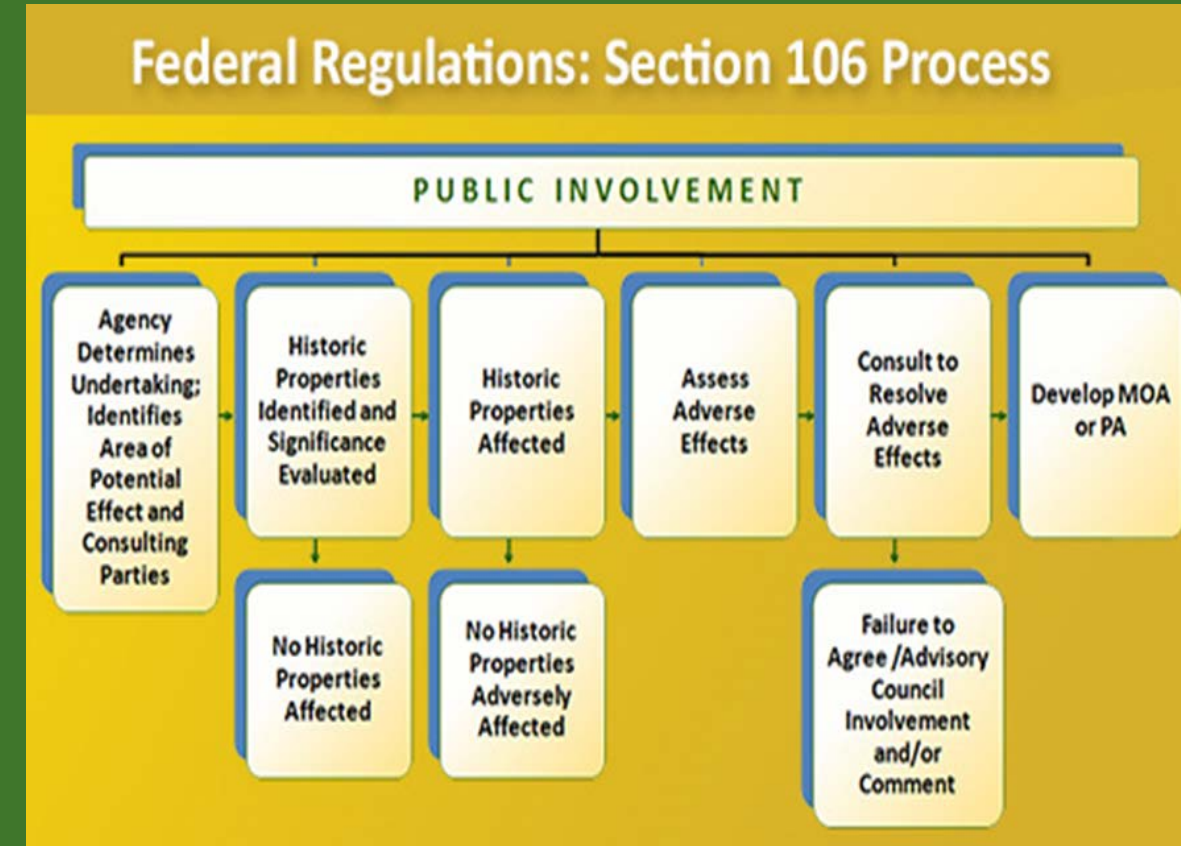 Federal Regulations: Section 106 Process
PUBLIC INVOLVEMENT
Agency
Determines
Undertaking;
Identifies
Area of
Potential
Effect and
Consulting
Parties
Historic
Properties
Identified and
Significance
Evaluated
Historic
Properties
Affected
Assess
Adverse
Effects
Consult to
Resolve
Adverse
Effects
Develop MOA
or PA
No Historic
Properties
Affected
No Historic
Properties
Adversely
Affected
Failure to
Agree /Advisory
Council
Involvement
and/or
Comment